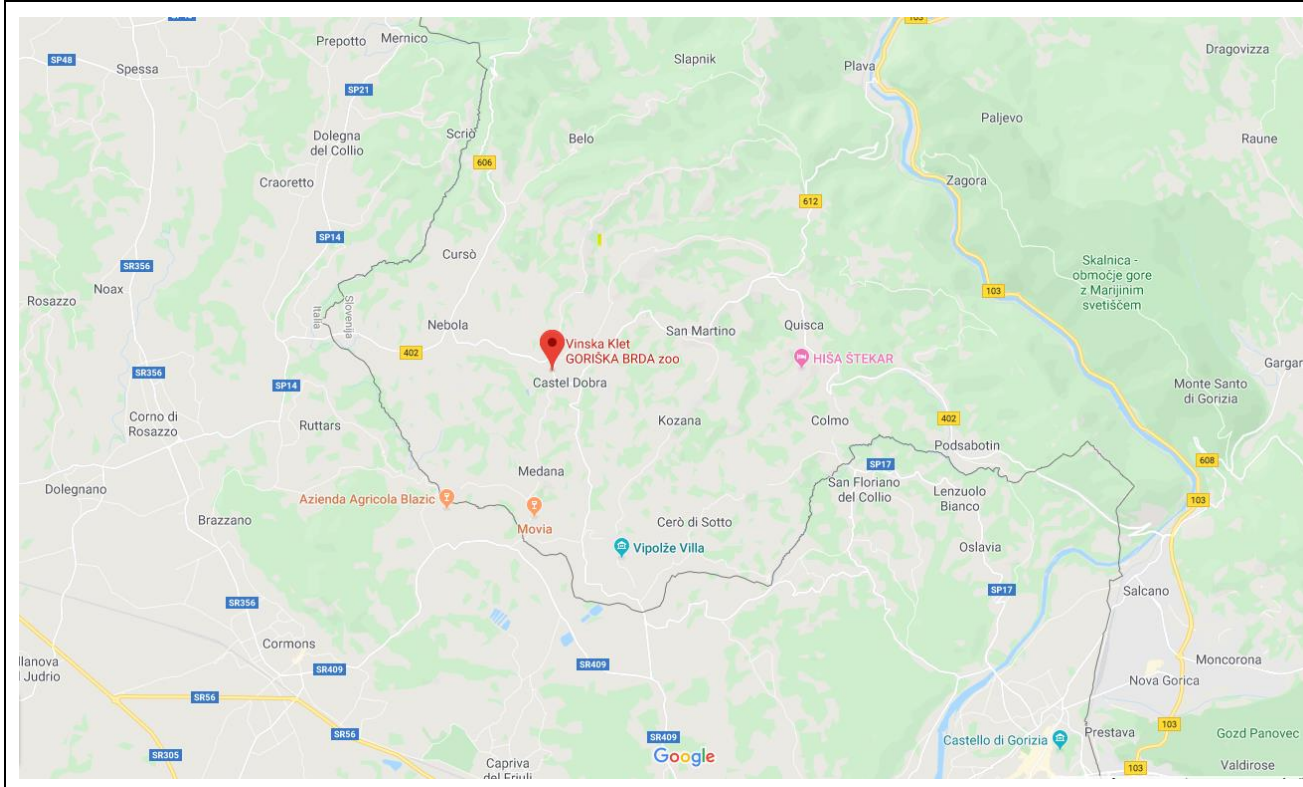 103
Prepotto
Mernico
Slapnik
Dragovizza
SP48
Spessa
Plava
SP21
Paljevo
Dolegna
del Collio
Scriò
Belo
Raune
606
Craoretto
Zagora
612
SP14
Cursò
Skalnica -
območje gore
z Marijinim
svetiščem
SR356
Noax
Rosazzo
103
Italia
Slovenija
Nebola
San Martino
Quisca
Vinska Klet
GORIŠKA BRDA zoo
402
HIŠA ŠTEKAR
Gargar
SR356
SP14
Castel Dobra
Monte Santo
di Gorizia
Corno di
Rosazzo
Ruttars
Kozana
Colmo
402
Podsabotin
608
SP17
Medana
San Floriano
del Collio
Lenzuolo
Bianco
Dolegnano
Azienda Agricola Blazic
103
Brazzano
Movia
Cerò di Sotto
Vipolže Villa
Oslavia
SR356
SP17
Salcano
Cormons
SR409
SR409
llanova
l Judrio
Moncorona
SR56
Nova Gorica
103
SR56
SR409
Castello di Gorizia
Prestava
Gozd Panovec
SR305
Google
Capriva
del Friuli
103
Valdirose